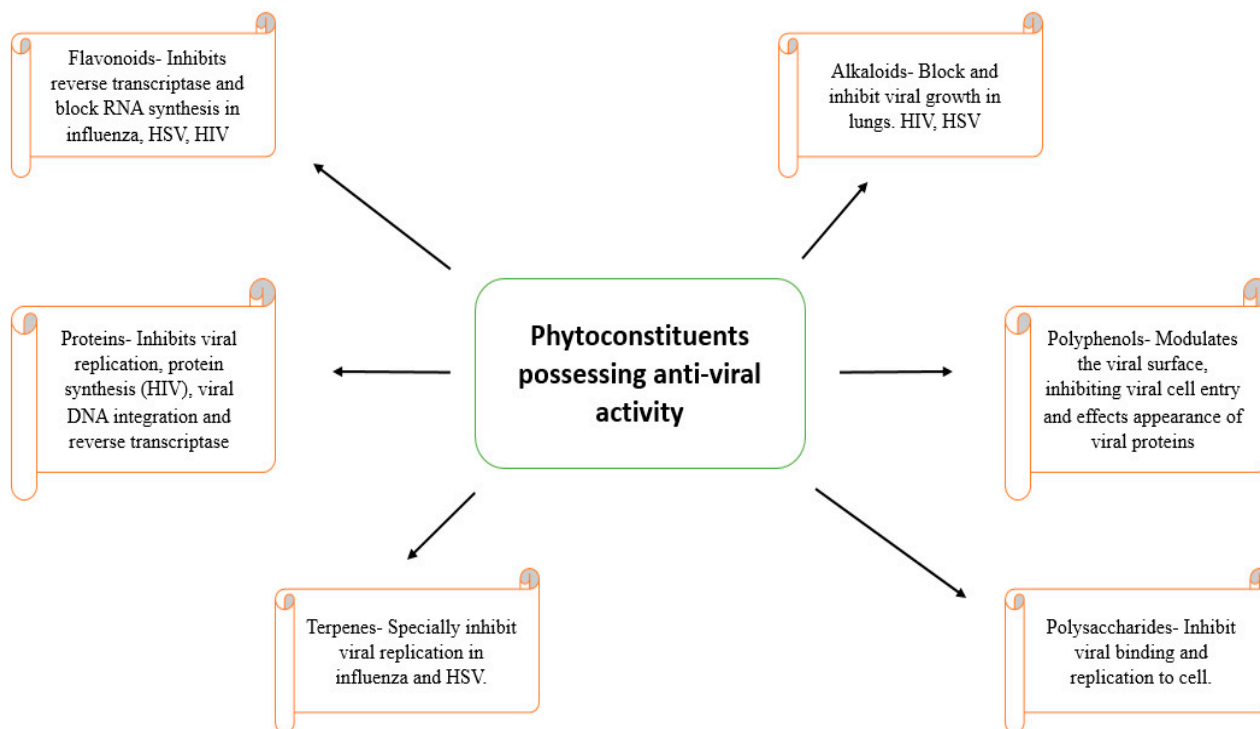 Flavonoids- Inhibits
reverse transcriptase and
block RNA synthesis in
influenza, HSV, HIV
Alkaloids- Block and
inhibit viral growth in
lungs. HIV, HSV
Proteins- Inhibits viral
replication, protein
synthesis (HIV), viral
DNA integration and
reverse transcriptase
Phytoconstituents
possessing anti-viral
activity
Polyphenols- Modulates
the viral surface,
inhibiting viral cell entry
and effects appearance of
viral proteins
Terpenes- Specially inhibit
viral replication in
influenza and HSV.
Polysaccharides- Inhibit
viral binding and
replication to cell.